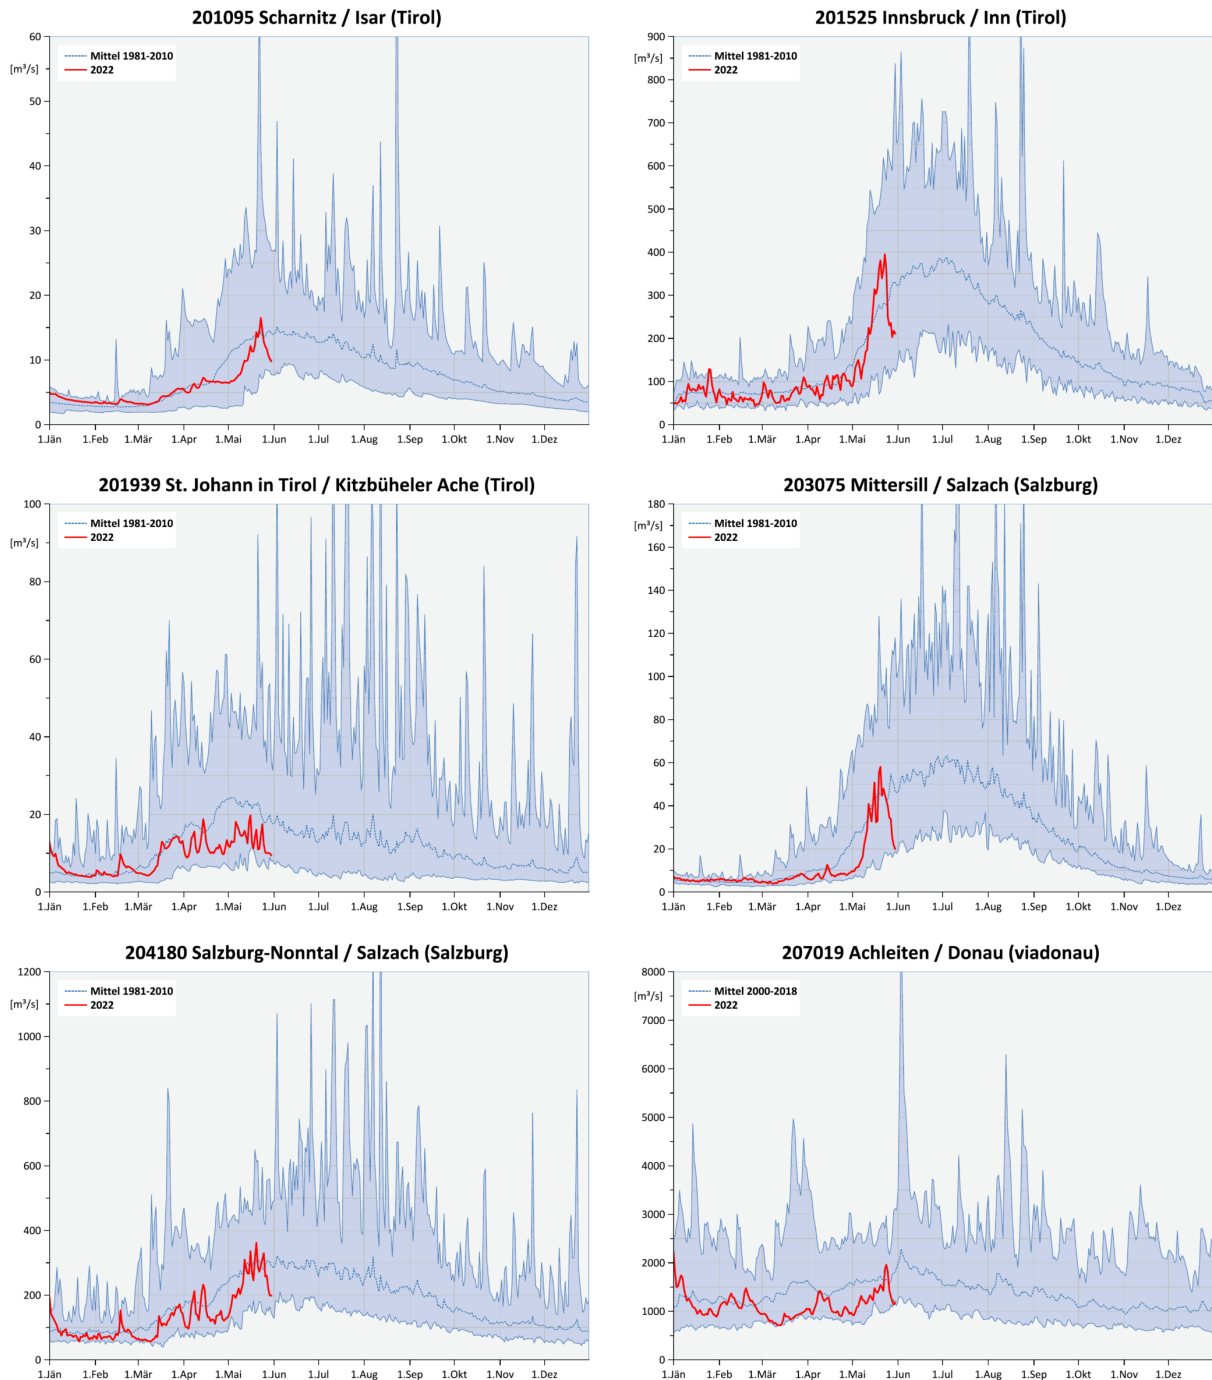 201095 Scharnitz / Isar (Tirol)
60
[m³/s]
50
40
30
20
10
0
Mittel 1981-2010
2022
1.Jän 1.Feb 1.Mär 1.Apr 1.Mai 1.Jun 1.Jul 1.Aug 1.Sep 1.Okt 1.Nov 1.Dez
201525 Innsbruck / Inn (Tirol)
900
[m³/s]
800
700
600
500
400
300
200
100
0
Mittel 1981-2010
2022
1.Jän 1.Feb 1.Mär 1.Apr 1.Mai 1.Jun 1.Jul 1.Aug 1.Sep 1.Okt 1.Nov 1.Dez
201939 St. Johann in Tirol / Kitzbüheler Ache (Tirol)
100
[m³/s]
80
60
40
20
0
Mittel 1981-2010
2022
1.Jän 1.Feb 1.Mär 1.Apr 1.Mai 1.Jun 1.Jul 1.Aug 1.Sep 1.Okt 1.Nov 1.Dez
203075 Mittersill / Salzach (Salzburg)
180
[m³/s]
160
140
120
100
80
60
40
20
0
Mittel 1981-2010
2022
1.Jän 1.Feb 1.Mär 1.Apr 1.Mai 1.Jun 1.Jul 1.Aug 1.Sep 1.Okt 1.Nov 1.Dez
204180 Salzburg-Nonntal / Salzach (Salzburg)
1200
[m³/s]
1000
800
600
400
200
0
Mittel 1981-2010
2022
1.Jän 1.Feb 1.Mär 1.Apr 1.Mai 1.Jun 1.Jul 1.Aug 1.Sep 1.Okt 1.Nov 1.Dez
207019 Achleiten / Donau (viadonau)
8000
[m³/s]
7000
6000
5000
4000
3000
2000
1000
0
Mittel 2000-2018
2022
1.Jän 1.Feb 1.Mär 1.Apr 1.Mai 1.Jun 1.Jul 1.Aug 1.Sep 1.Okt 1.Nov 1.Dez